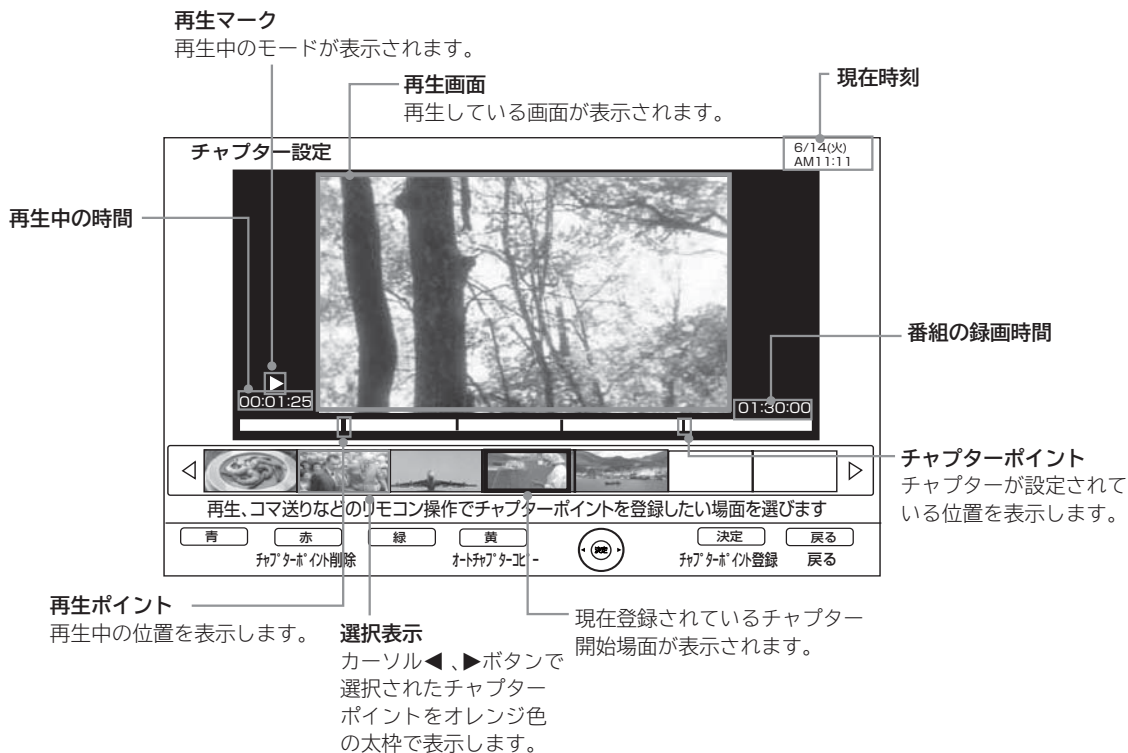 再生マーク
再生中のモードが表示されます。
再生画面
再生している画面が表示されます。
現在時刻
チャプター設定
6/14(火)
AM11:11
再生中の時間
番組の録画時間
00:01:25
01:30:00
チャプターポイント
チャプターが設定されて
いる位置を表示します。
再生、コマ送りなどのリモコン操作でチャプターポイントを登録したい場面を選びます
青 赤 緑 黄 決定 決定 戻る
ﾁｬﾌﾟﾀｰﾎﾟｲﾝﾄ削除 ｵｰﾄﾁｬﾌﾟﾀｰｺﾋﾟｰ ﾁｬﾌﾟﾀｰﾎﾟｲﾝﾄ登録 戻る
再生ポイント
再生中の位置を表示します。
選択表示
カーソル◀、▶ボタンで
選択されたチャプター
ポイントをオレンジ色
の太枠で表示します。
現在登録されているチャプター
開始場面が表示されます。